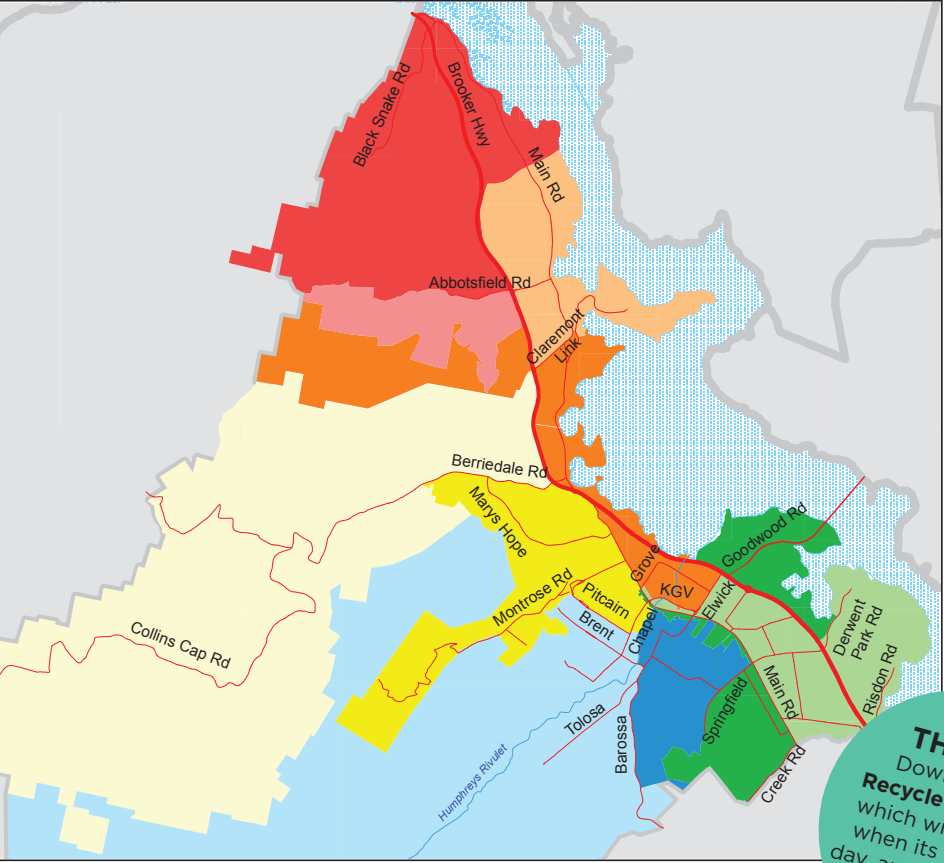 Black Snake Rd
Brooker Hwy
Main Rd
Abbotsfield Rd
Claremont
Link
Berriedale Rd
Marys Hope
Goodwood Rd
Grove
KGV
Elwick
Montrose Rd
Pitcairn
Brent
Chapel
Derwent
Park Rd
Risdon Rd
Collins Cap Rd
Main Rd
Springfield
Tolosa
Barossa
Humphreys Rivulet
Creek Rd
TH
Down
Recycle
which w
when its
day, a